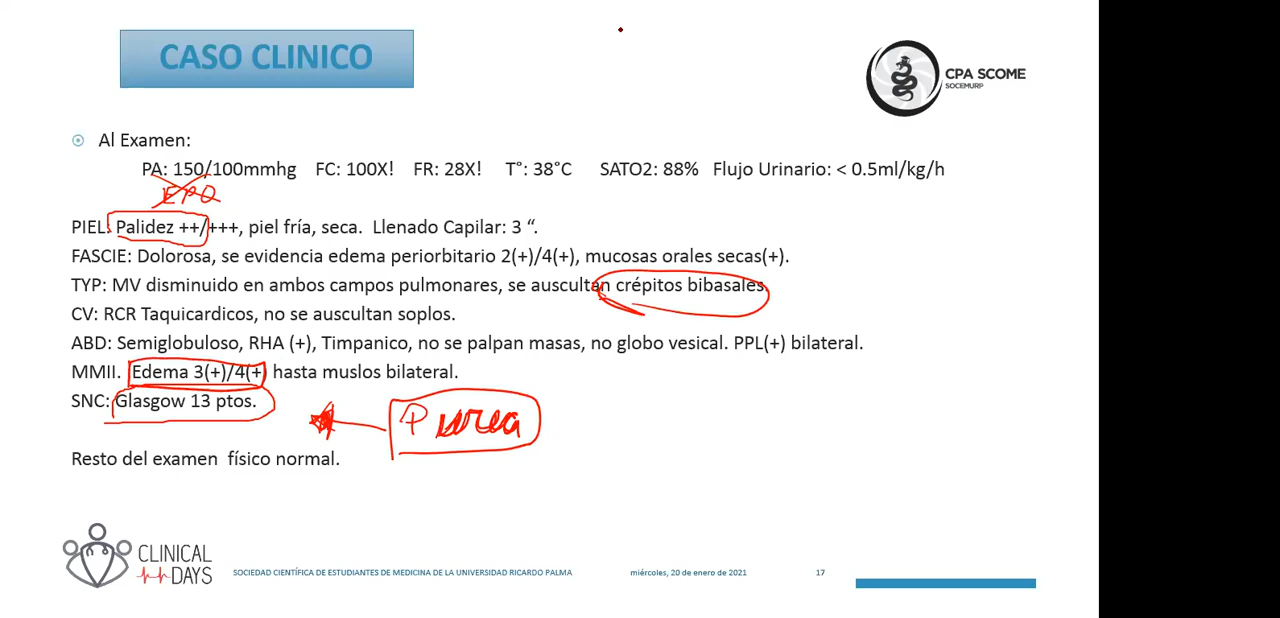 CASO CLINICO
CPA SCOME
SOCEMURP
Al Examen:
PA: 150/100mmhg FC: 100X! FR: 28X! T°: 38°C SATO2: 88% Flujo Urinario: < 0.5ml/kg/h
EPO
PIEL: Palidez ++/+++, piel fría, seca. Llenado Capilar: 3 “.
FASCIE: Dolorosa, se evidencia edema periorbitario 2(+)/4(+), mucosas orales secas(+).
TYP: MV disminuido en ambos campos pulmonares, se auscultan crépitos bibasales.
CV: RCR Taquicardicos, no se auscultan soplos.
ABD: Semiglobuloso, RHA (+), Timpanico, no se palpan masas, no globo vesical. PPL(+) bilateral.
MMII. Edema 3(+)/4(+ hasta muslos bilateral.
SNC: Glasgow 13 ptos.
urea
Resto del examen físico normal.
CLINICAL
DAYS
SOCIEDAD CIENTÍFICA DE ESTUDIANTES DE MEDICINA DE LA UNIVERSIDAD RICARDO PALMA miércoles, 20 de enero de 2021 17